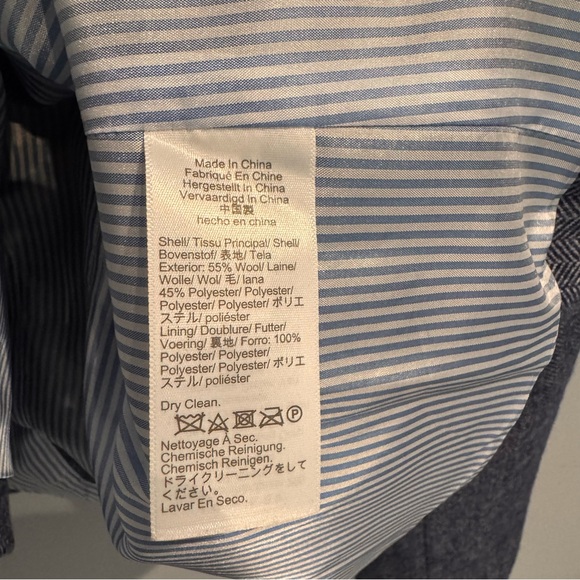 Made In China
Fabriqué En Chine
Hergestellt In China
Vervaardigd In China
中国製
hecho en china
Shell/ Tissu Principal/ Shell/
Bovenstof/ 表地/ Tela
Exterior: 55% Wool/ Laine/
Wolle/ Wol/ 毛/ lana
45% Polyester/ Polyester/
Polyester/ Polyester/ ポリエ
ステル/ poliéster
Lining/ Doublure/ Futter/
Voering/ 裏地/ Forro: 100%
Polyester/ Polyester/
Polyester/ Polyester/ ポリエ
ステル/ poliéster
Dry Clean.
P
Nettoyage À Sec.
Chemische Reinigung.
Chemisch Reinigen.
ドライクリーニングをして
ください。
Lavar En Seco.